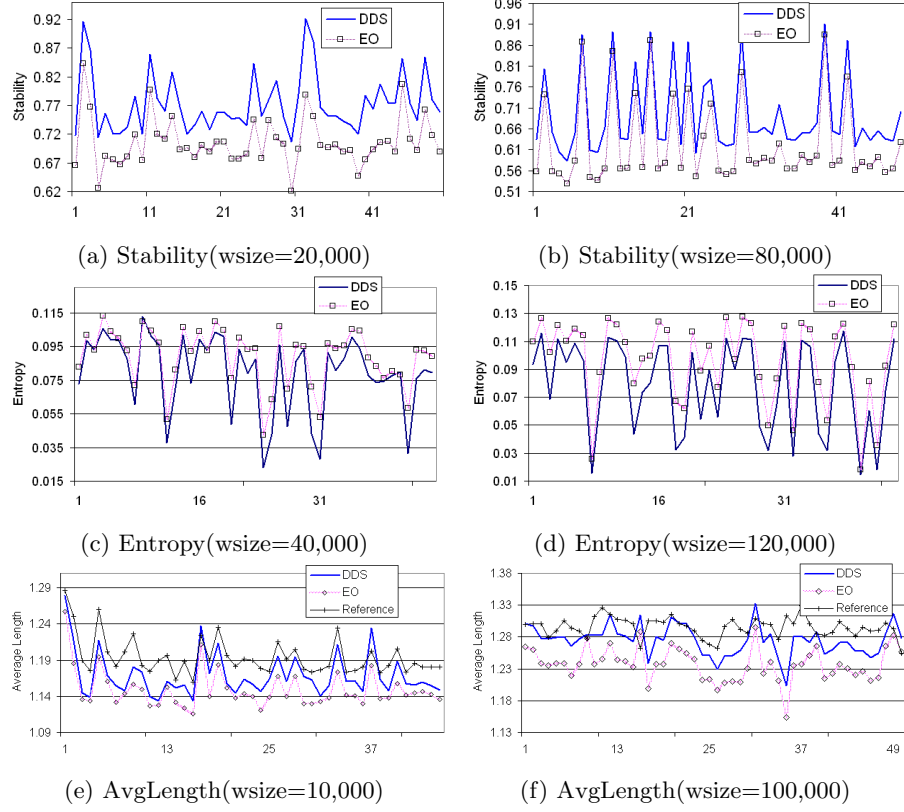 DDS
EO
Stability
0.92
0.87
0.82
0.77
0.72
0.67
0.62
1 11 21 31 41
(a) Stability(wsize=20,000)
DDS
EO
Stability
0.96
0.91
0.86
0.81
0.76
0.71
0.66
0.61
0.56
0.51
1 21 41
(b) Stability(wsize=80,000)
DDS
EO
Entropy
0.115
0.095
0.075
0.055
0.035
0.015
1 16 31
(c) Entropy(wsize=40,000)
DDS
EO
Entropy
0.15
0.13
0.11
0.09
0.07
0.05
0.03
0.01
1 16 31
(d) Entropy(wsize=120,000)
DDS
EO
Reference
Average Length
1.29
1.24
1.19
1.14
1.09
1 13 25 37
(e) AvgLength(wsize=10,000)
DDS
EO
Reference
Average Length
1.38
1.33
1.28
1.23
1.18
1.13
1 13 25 37 49
(f) AvgLength(wsize=100,000)